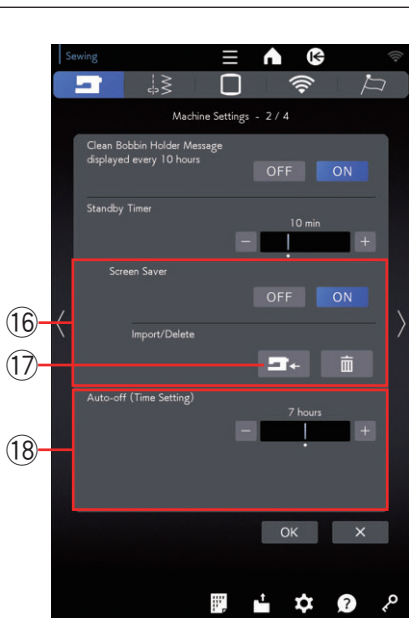 Sewing
Machine Settings - 2 / 4
Clean Bobbin Holder Message
displayed every 10 hours
OFF ON
Standby Timer
10 min
− +
⑯
Screen Saver
OFF ON
Import/Delete
⑰
Auto-off (Time Setting)
7 hours
⑱
− +
OK ×